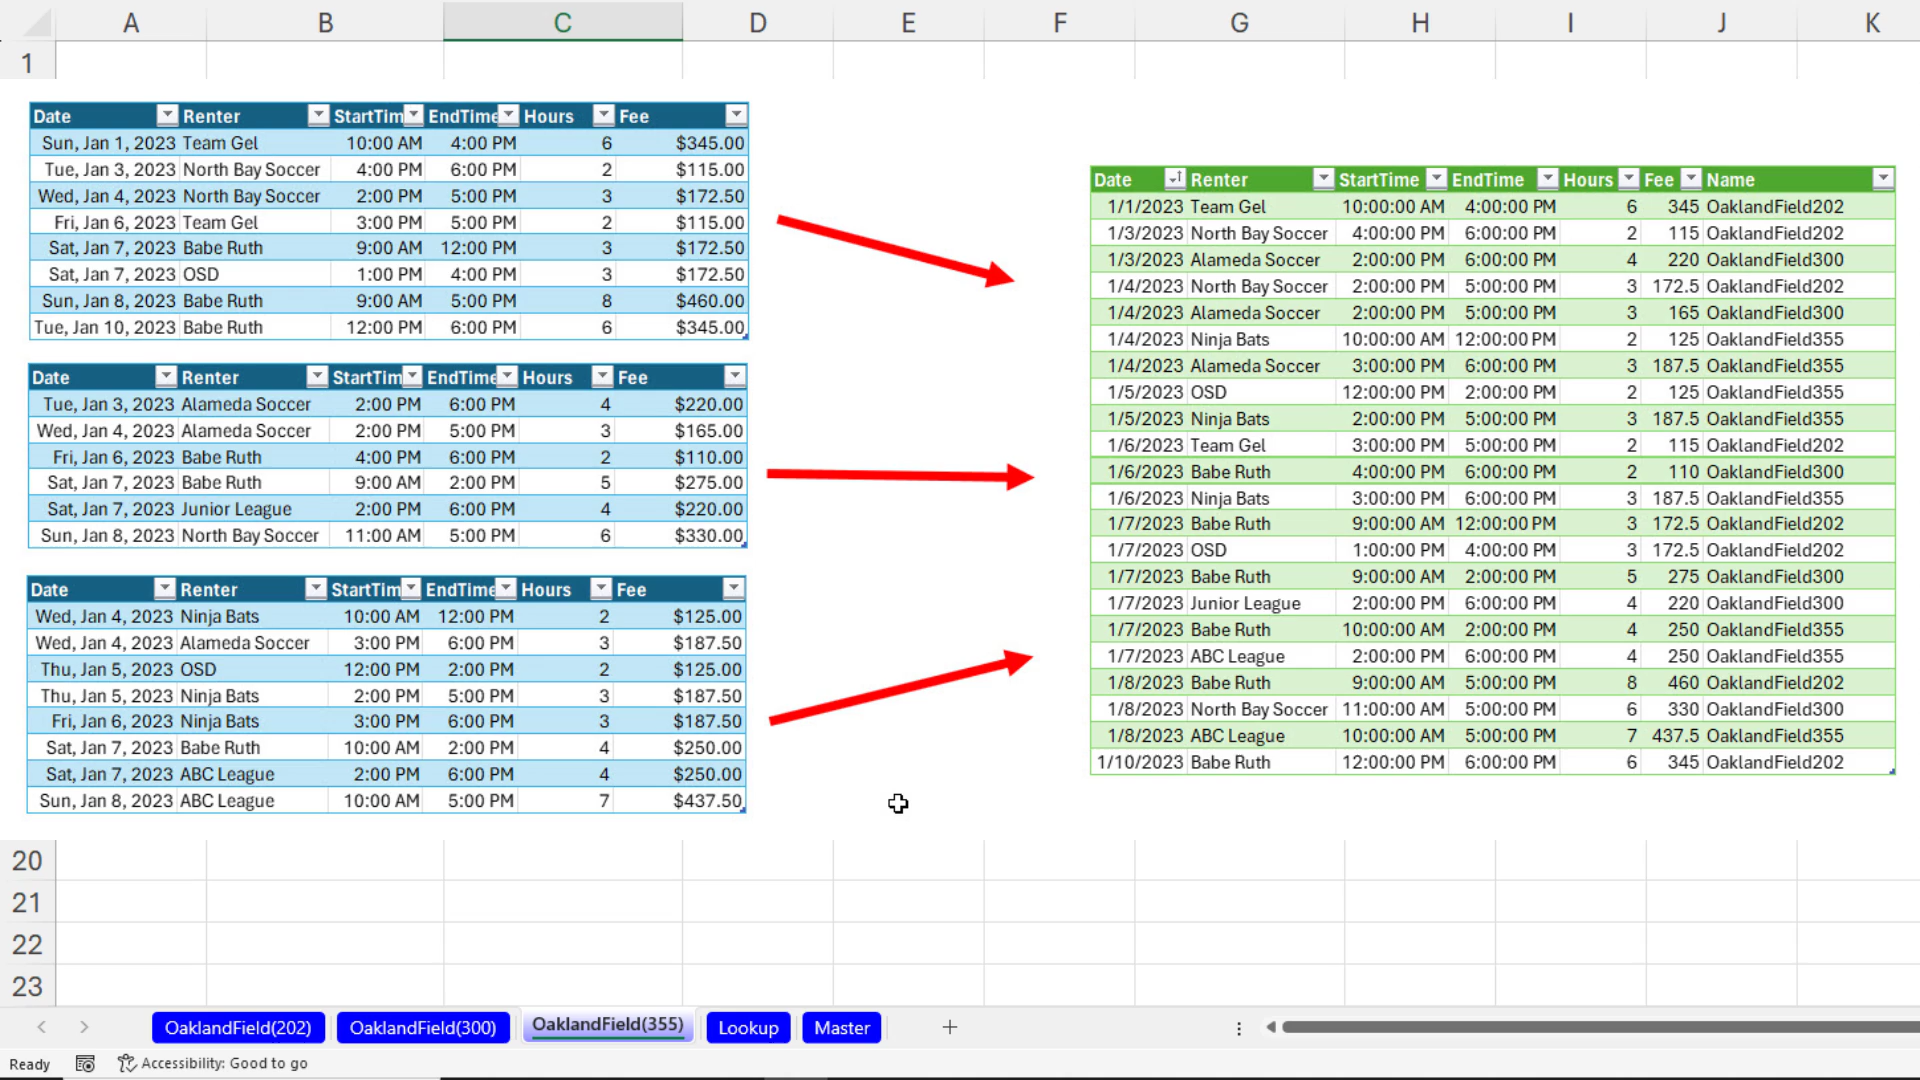 A B C D E F G H I J K
1
Date Renter StartTim EndTime Hours Fee
Sun, Jan 1, 2023 Team Gel 10:00 AM 4:00 PM 6 $345.00
Tue, Jan 3, 2023 North Bay Soccer 4:00 PM 6:00 PM 2 $115.00
Wed, Jan 4, 2023 North Bay Soccer 2:00 PM 5:00 PM 3 $172.50
Fri, Jan 6, 2023 Team Gel 3:00 PM 5:00 PM 2 $115.00
Sat, Jan 7, 2023 Babe Ruth 9:00 AM 12:00 PM 3 $172.50
Sat, Jan 7, 2023 OSD 1:00 PM 4:00 PM 3 $172.50
Sun, Jan 8, 2023 Babe Ruth 9:00 AM 5:00 PM 8 $460.00
Tue, Jan 10, 2023 Babe Ruth 12:00 PM 6:00 PM 6 $345.00
Date Renter StartTim EndTime Hours Fee
Tue, Jan 3, 2023 Alameda Soccer 2:00 PM 6:00 PM 4 $220.00
Wed, Jan 4, 2023 Alameda Soccer 2:00 PM 5:00 PM 3 $165.00
Fri, Jan 6, 2023 Babe Ruth 4:00 PM 6:00 PM 2 $110.00
Sat, Jan 7, 2023 Babe Ruth 9:00 AM 2:00 PM 5 $275.00
Sat, Jan 7, 2023 Junior League 2:00 PM 6:00 PM 4 $220.00
Sun, Jan 8, 2023 North Bay Soccer 11:00 AM 5:00 PM 6 $330.00
Date Renter StartTim EndTime Hours Fee
Wed, Jan 4, 2023 Ninja Bats 10:00 AM 12:00 PM 2 $125.00
Wed, Jan 4, 2023 Alameda Soccer 3:00 PM 6:00 PM 3 $187.50
Thu, Jan 5, 2023 OSD 12:00 PM 2:00 PM 2 $125.00
Thu, Jan 5, 2023 Ninja Bats 2:00 PM 5:00 PM 3 $187.50
Fri, Jan 6, 2023 Ninja Bats 3:00 PM 6:00 PM 3 $187.50
Sat, Jan 7, 2023 Babe Ruth 10:00 AM 2:00 PM 4 $250.00
Sat, Jan 7, 2023 ABC League 2:00 PM 6:00 PM 4 $250.00
Sun, Jan 8, 2023 ABC League 10:00 AM 5:00 PM 7 $437.50
Date Renter StartTime EndTime Hours Fee Name
1/1/2023 Team Gel 10:00:00 AM 4:00:00 PM 6 345 OaklandField202
1/3/2023 North Bay Soccer 4:00:00 PM 6:00:00 PM 2 115 OaklandField202
1/3/2023 Alameda Soccer 2:00:00 PM 6:00:00 PM 4 220 OaklandField300
1/4/2023 North Bay Soccer 2:00:00 PM 5:00:00 PM 3 172.5 OaklandField202
1/4/2023 Alameda Soccer 2:00:00 PM 5:00:00 PM 3 165 OaklandField300
1/4/2023 Ninja Bats 10:00:00 AM 12:00:00 PM 2 125 OaklandField355
1/4/2023 Alameda Soccer 3:00:00 PM 6:00:00 PM 3 187.5 OaklandField355
1/5/2023 OSD 12:00:00 PM 2:00:00 PM 2 125 OaklandField355
1/5/2023 Ninja Bats 2:00:00 PM 5:00:00 PM 3 187.5 OaklandField355
1/6/2023 Team Gel 3:00:00 PM 5:00:00 PM 2 115 OaklandField202
1/6/2023 Babe Ruth 4:00:00 PM 6:00:00 PM 2 110 OaklandField300
1/6/2023 Ninja Bats 3:00:00 PM 6:00:00 PM 3 187.5 OaklandField355
1/7/2023 Babe Ruth 9:00:00 AM 12:00:00 PM 3 172.5 OaklandField202
1/7/2023 OSD 1:00:00 PM 4:00:00 PM 3 172.5 OaklandField202
1/7/2023 Babe Ruth 9:00:00 AM 2:00:00 PM 5 275 OaklandField300
1/7/2023 Junior League 2:00:00 PM 6:00:00 PM 4 220 OaklandField300
1/7/2023 Babe Ruth 10:00:00 AM 2:00:00 PM 4 250 OaklandField355
1/7/2023 ABC League 2:00:00 PM 6:00:00 PM 4 250 OaklandField355
1/8/2023 Babe Ruth 9:00:00 AM 5:00:00 PM 8 460 OaklandField202
1/8/2023 North Bay Soccer 11:00:00 AM 5:00:00 PM 6 330 OaklandField300
1/8/2023 ABC League 10:00:00 AM 5:00:00 PM 7 437.5 OaklandField355
1/10/2023 Babe Ruth 12:00:00 PM 6:00:00 PM 6 345 OaklandField202
20
21
22
23
OaklandField(202) OaklandField(300) OaklandField(355) Lookup Master
Ready Accessibility: Good to go